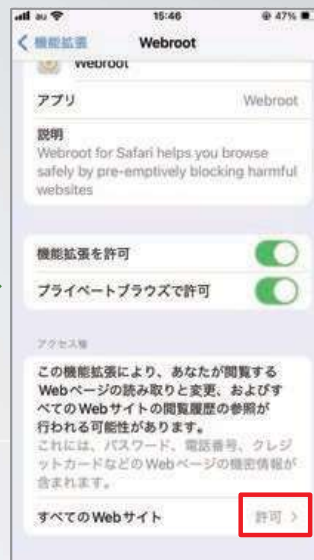 au 15:46 47%
機能拡張 Webroot
Webroot
アプリ Webroot
説明
Webroot for Safari helps you browse
safely by pre-emptively blocking harmful
websites
機能拡張を許可
プライベートブラウズで許可
アクセス権
この機能拡張により、あなたが閲覧する
Webページの読み取りと変更、およびす
べてのWebサイトの閲覧履歴の参照が
行われる可能性があります。
これには、パスワード、電話番号、クレジ
ットカードなどのWebページの機密情報が
含まれます。
すべてのWebサイト 許可